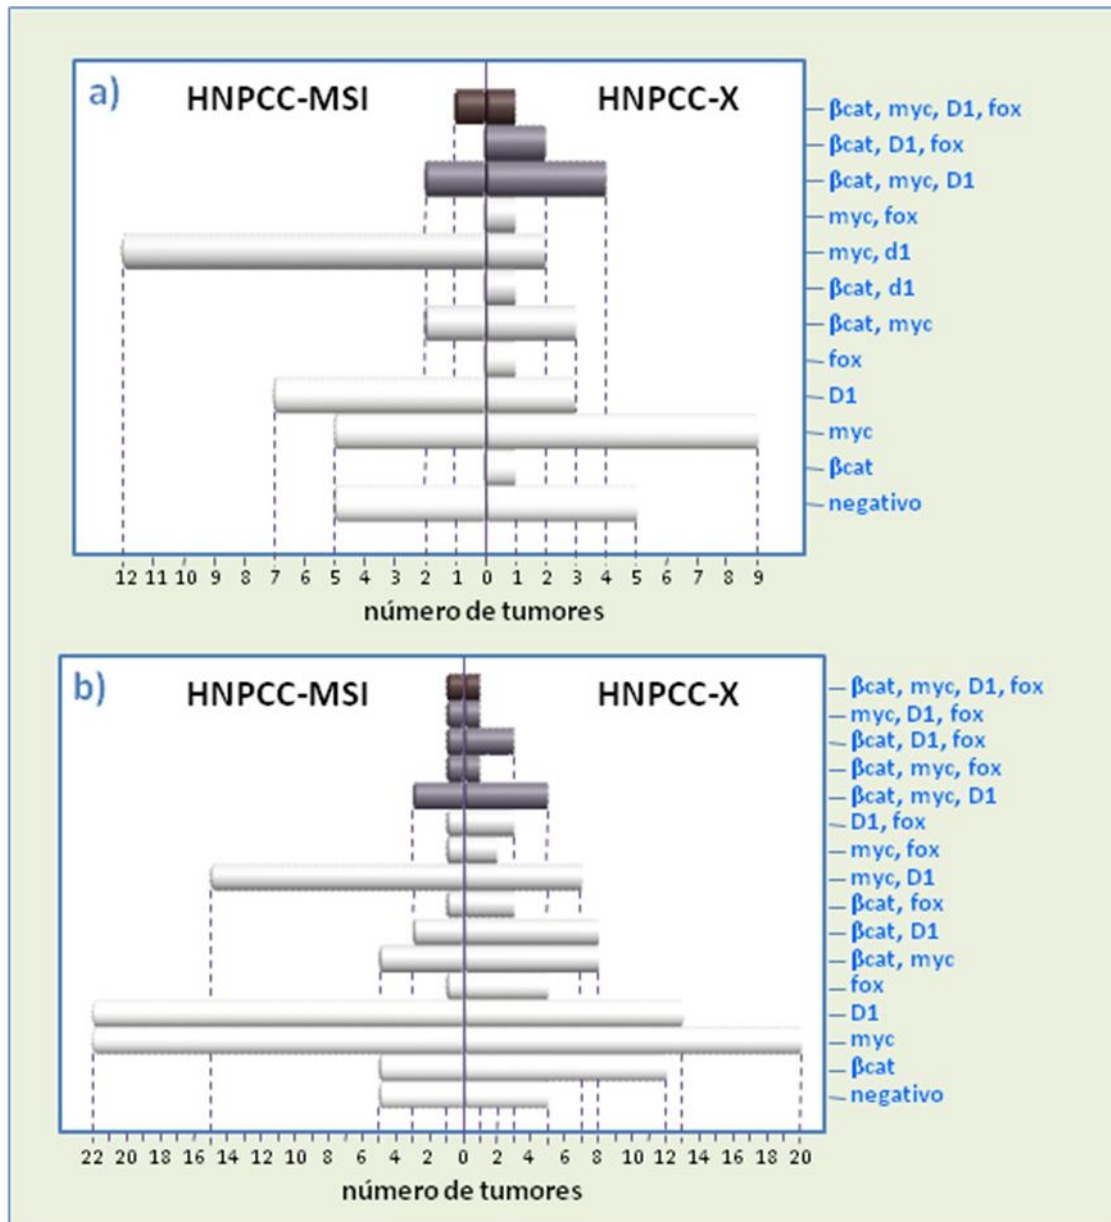 a)
HNPCC-MSI HNPCC-X
βcat, myc, D1, fox
βcat, D1, fox
βcat, myc, D1
myc, fox
myc, d1
βcat, d1
βcat, myc
fox
D1
myc
βcat
negativo
12 11 10 9 8 7 6 5 4 3 2 1 0 1 2 3 4 5 6 7 8 9
número de tumores
b)
HNPCC-MSI HNPCC-X
βcat, myc, D1, fox
myc, D1, fox
βcat, D1, fox
βcat, myc, fox
βcat, myc, D1
D1, fox
myc, fox
myc, D1
βcat, fox
βcat, D1
βcat, myc
fox
D1
myc
βcat
negativo
22 20 18 16 14 12 10 8 6 4 2 0 2 4 6 8 10 12 14 16 18 20
número de tumores